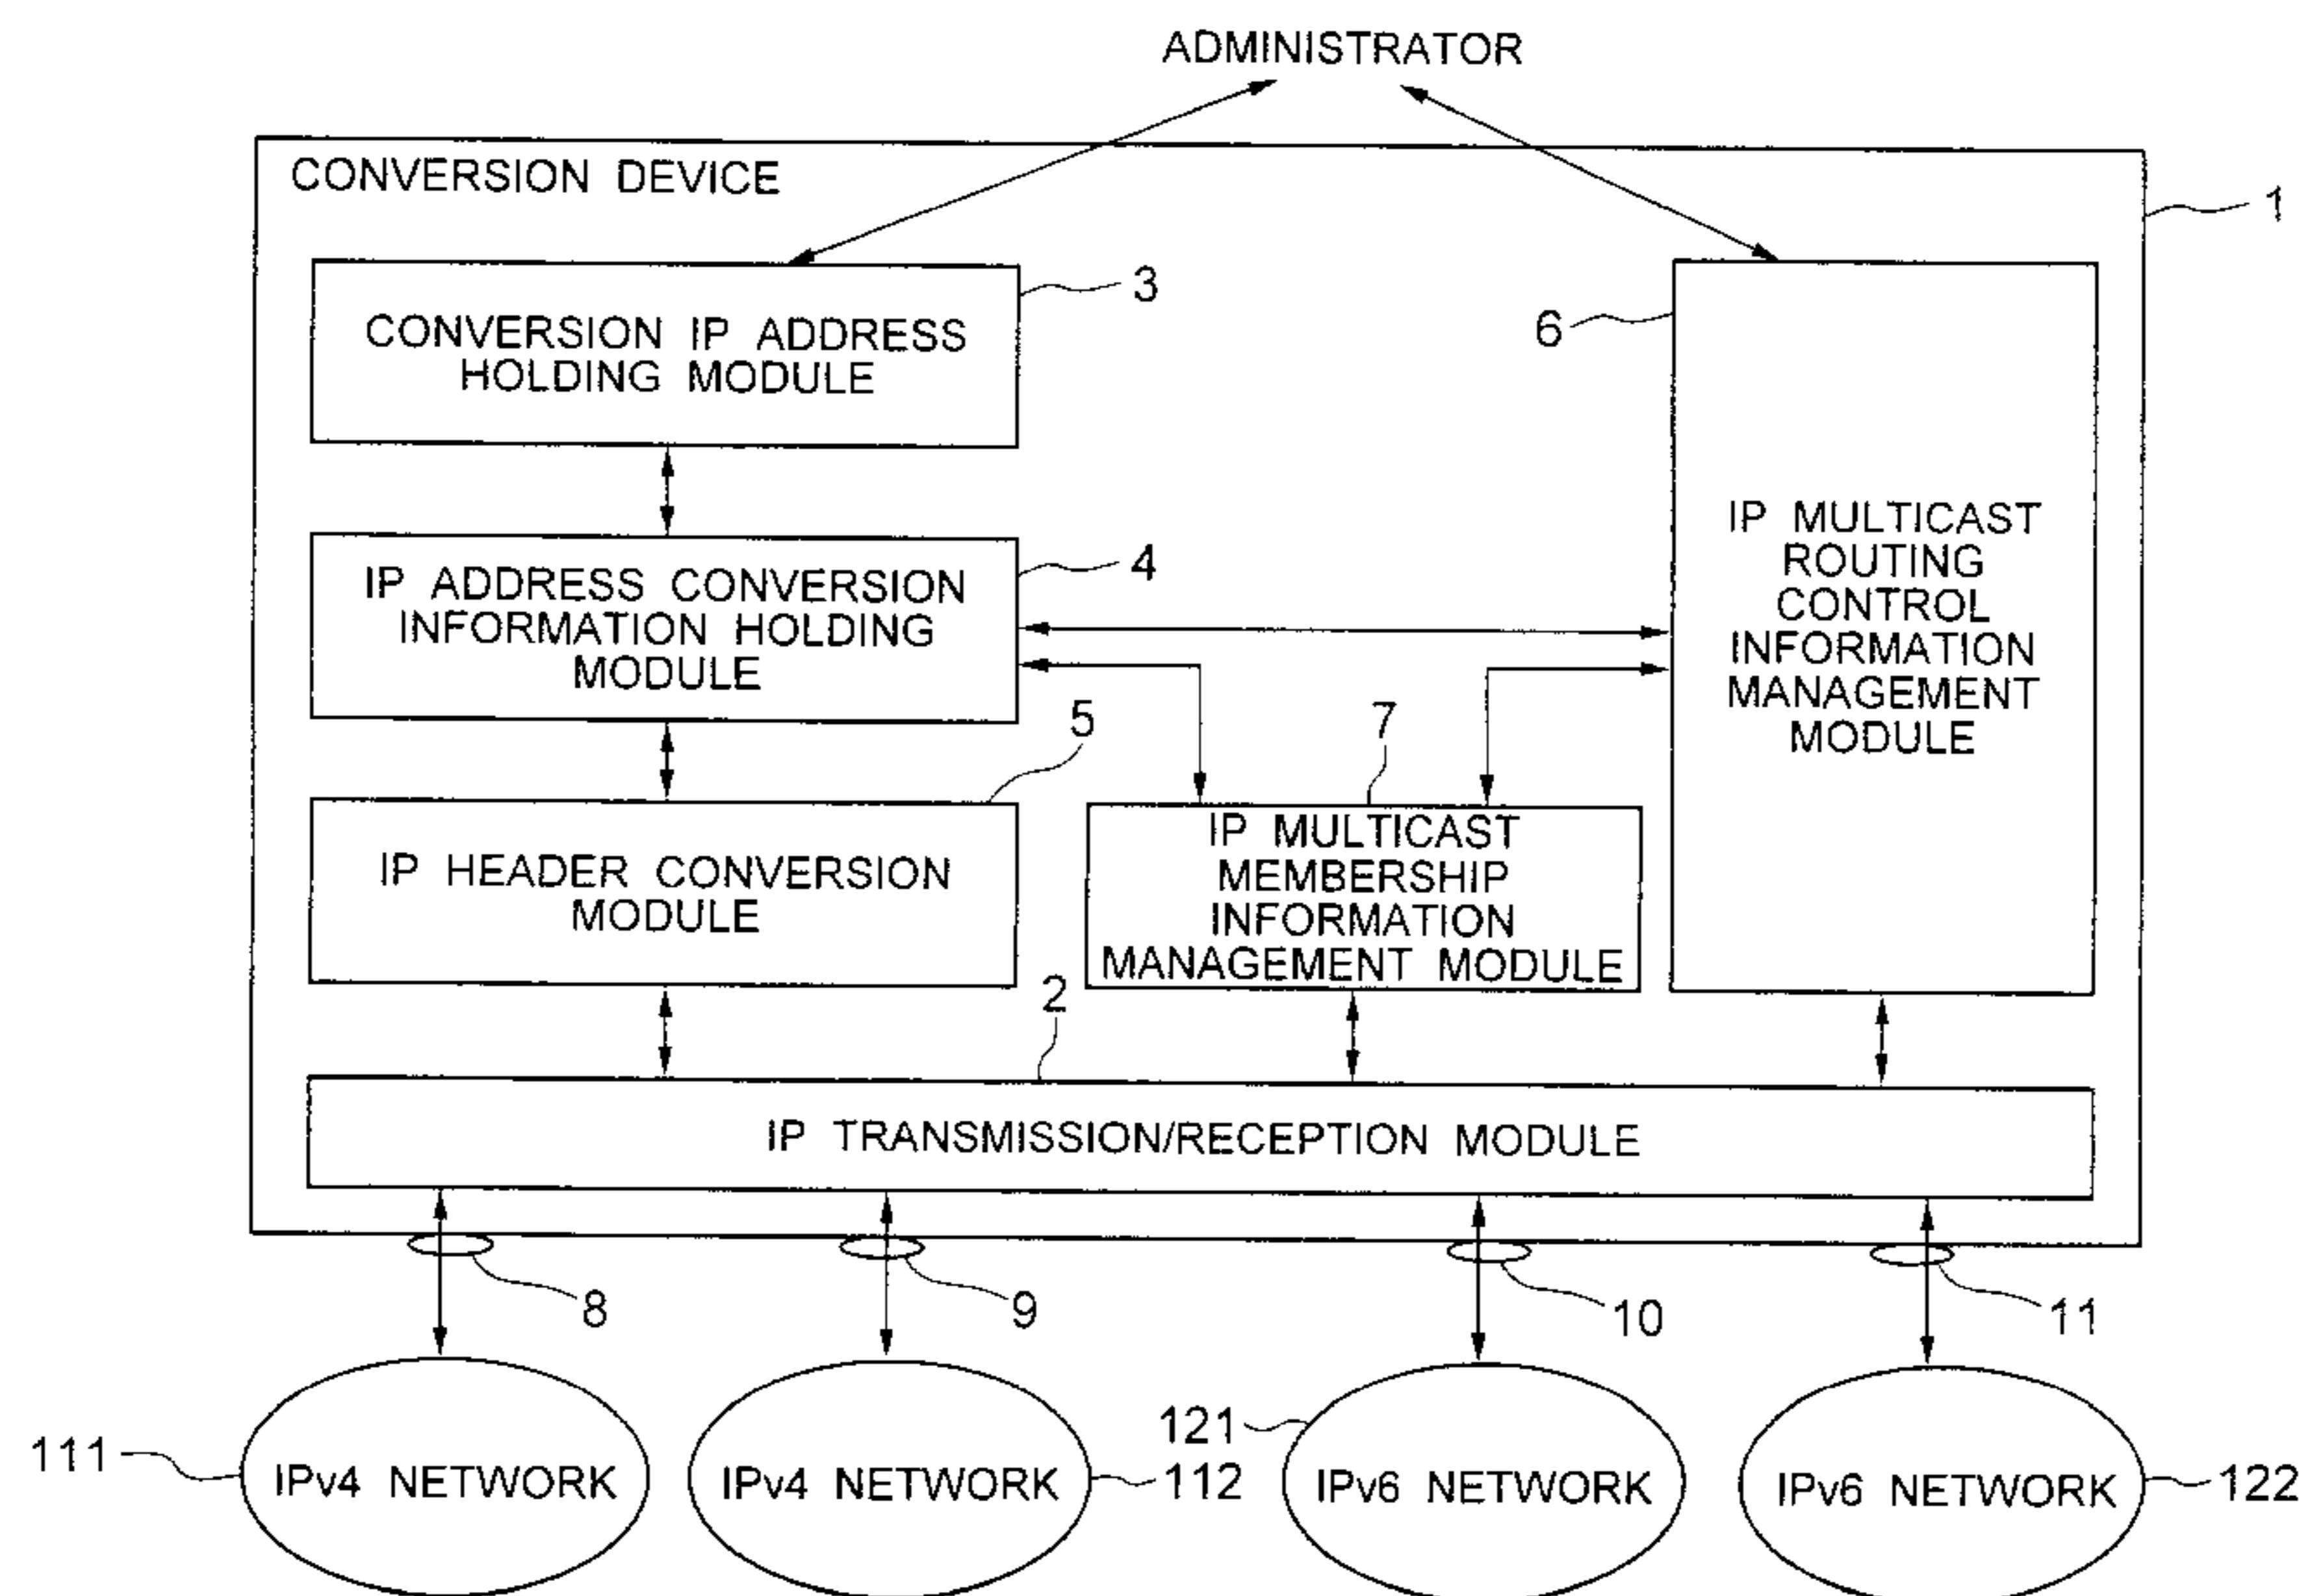 ADMINISTRATOR
CONVERSION DEVICE
1
3
CONVERSION IP ADDRESS
HOLDING MODULE
6
4
IP ADDRESS CONVERSION
INFORMATION HOLDING
MODULE
IP MULTICAST
ROUTING
CONTROL
INFORMATION
MANAGEMENT
MODULE
5
7
IP HEADER CONVERSION
MODULE
IP MULTICAST
MEMBERSHIP
INFORMATION
MANAGEMENT MODULE
2
IP TRANSMISSION/RECEPTION MODULE
8
9
10
11
111
IPv4 NETWORK
IPv4 NETWORK
112
121
IPv6 NETWORK
IPv6 NETWORK
122